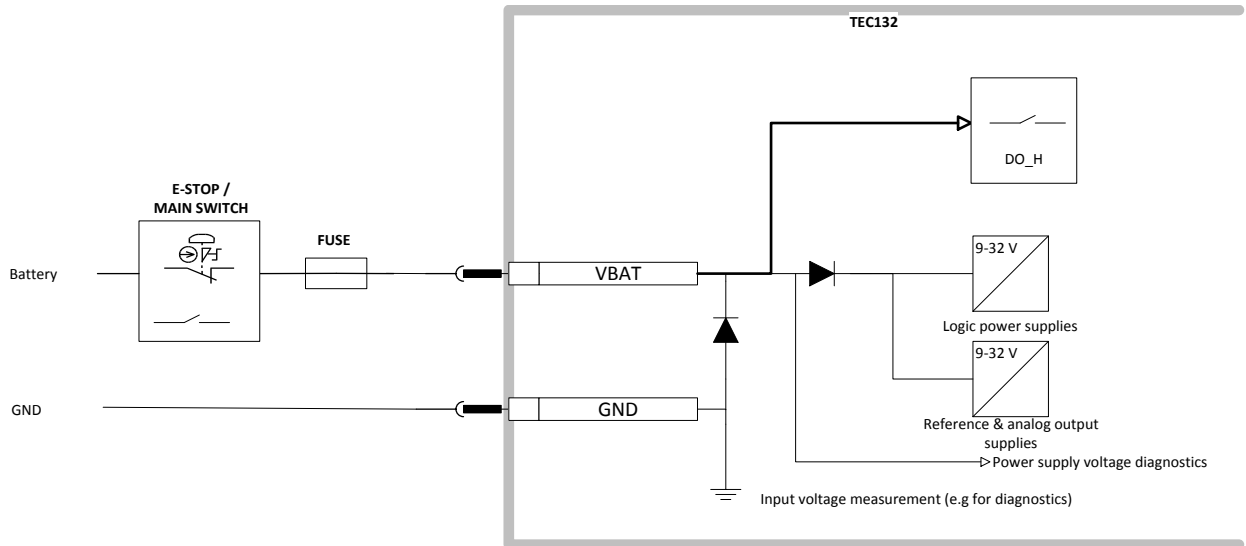 TEC132
DO_H
E-STOP /
MAIN SWITCH
FUSE
9-32 V
Battery
VBAT
Logic power supplies
9-32 V
GND
GND
Reference & analog output
supplies
Power supply voltage diagnostics
Input voltage measurement (e.g for diagnostics)